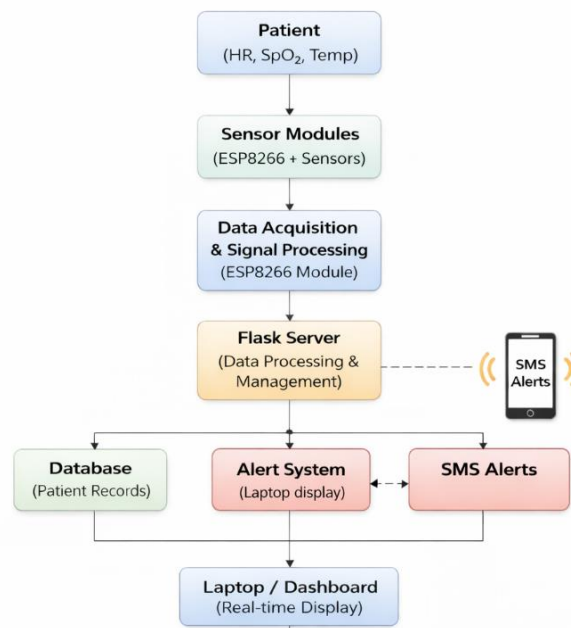 Patient
(HR, SpO₂, Temp)
Sensor Modules
(ESP8266 + Sensors)
Data Acquisition
& Signal Processing
(ESP8266 Module)
Flask Server
(Data Processing &
Management)
SMS
Alerts
Database
(Patient Records)
Alert System
(Laptop display)
SMS Alerts
Laptop / Dashboard
(Real-time Display)